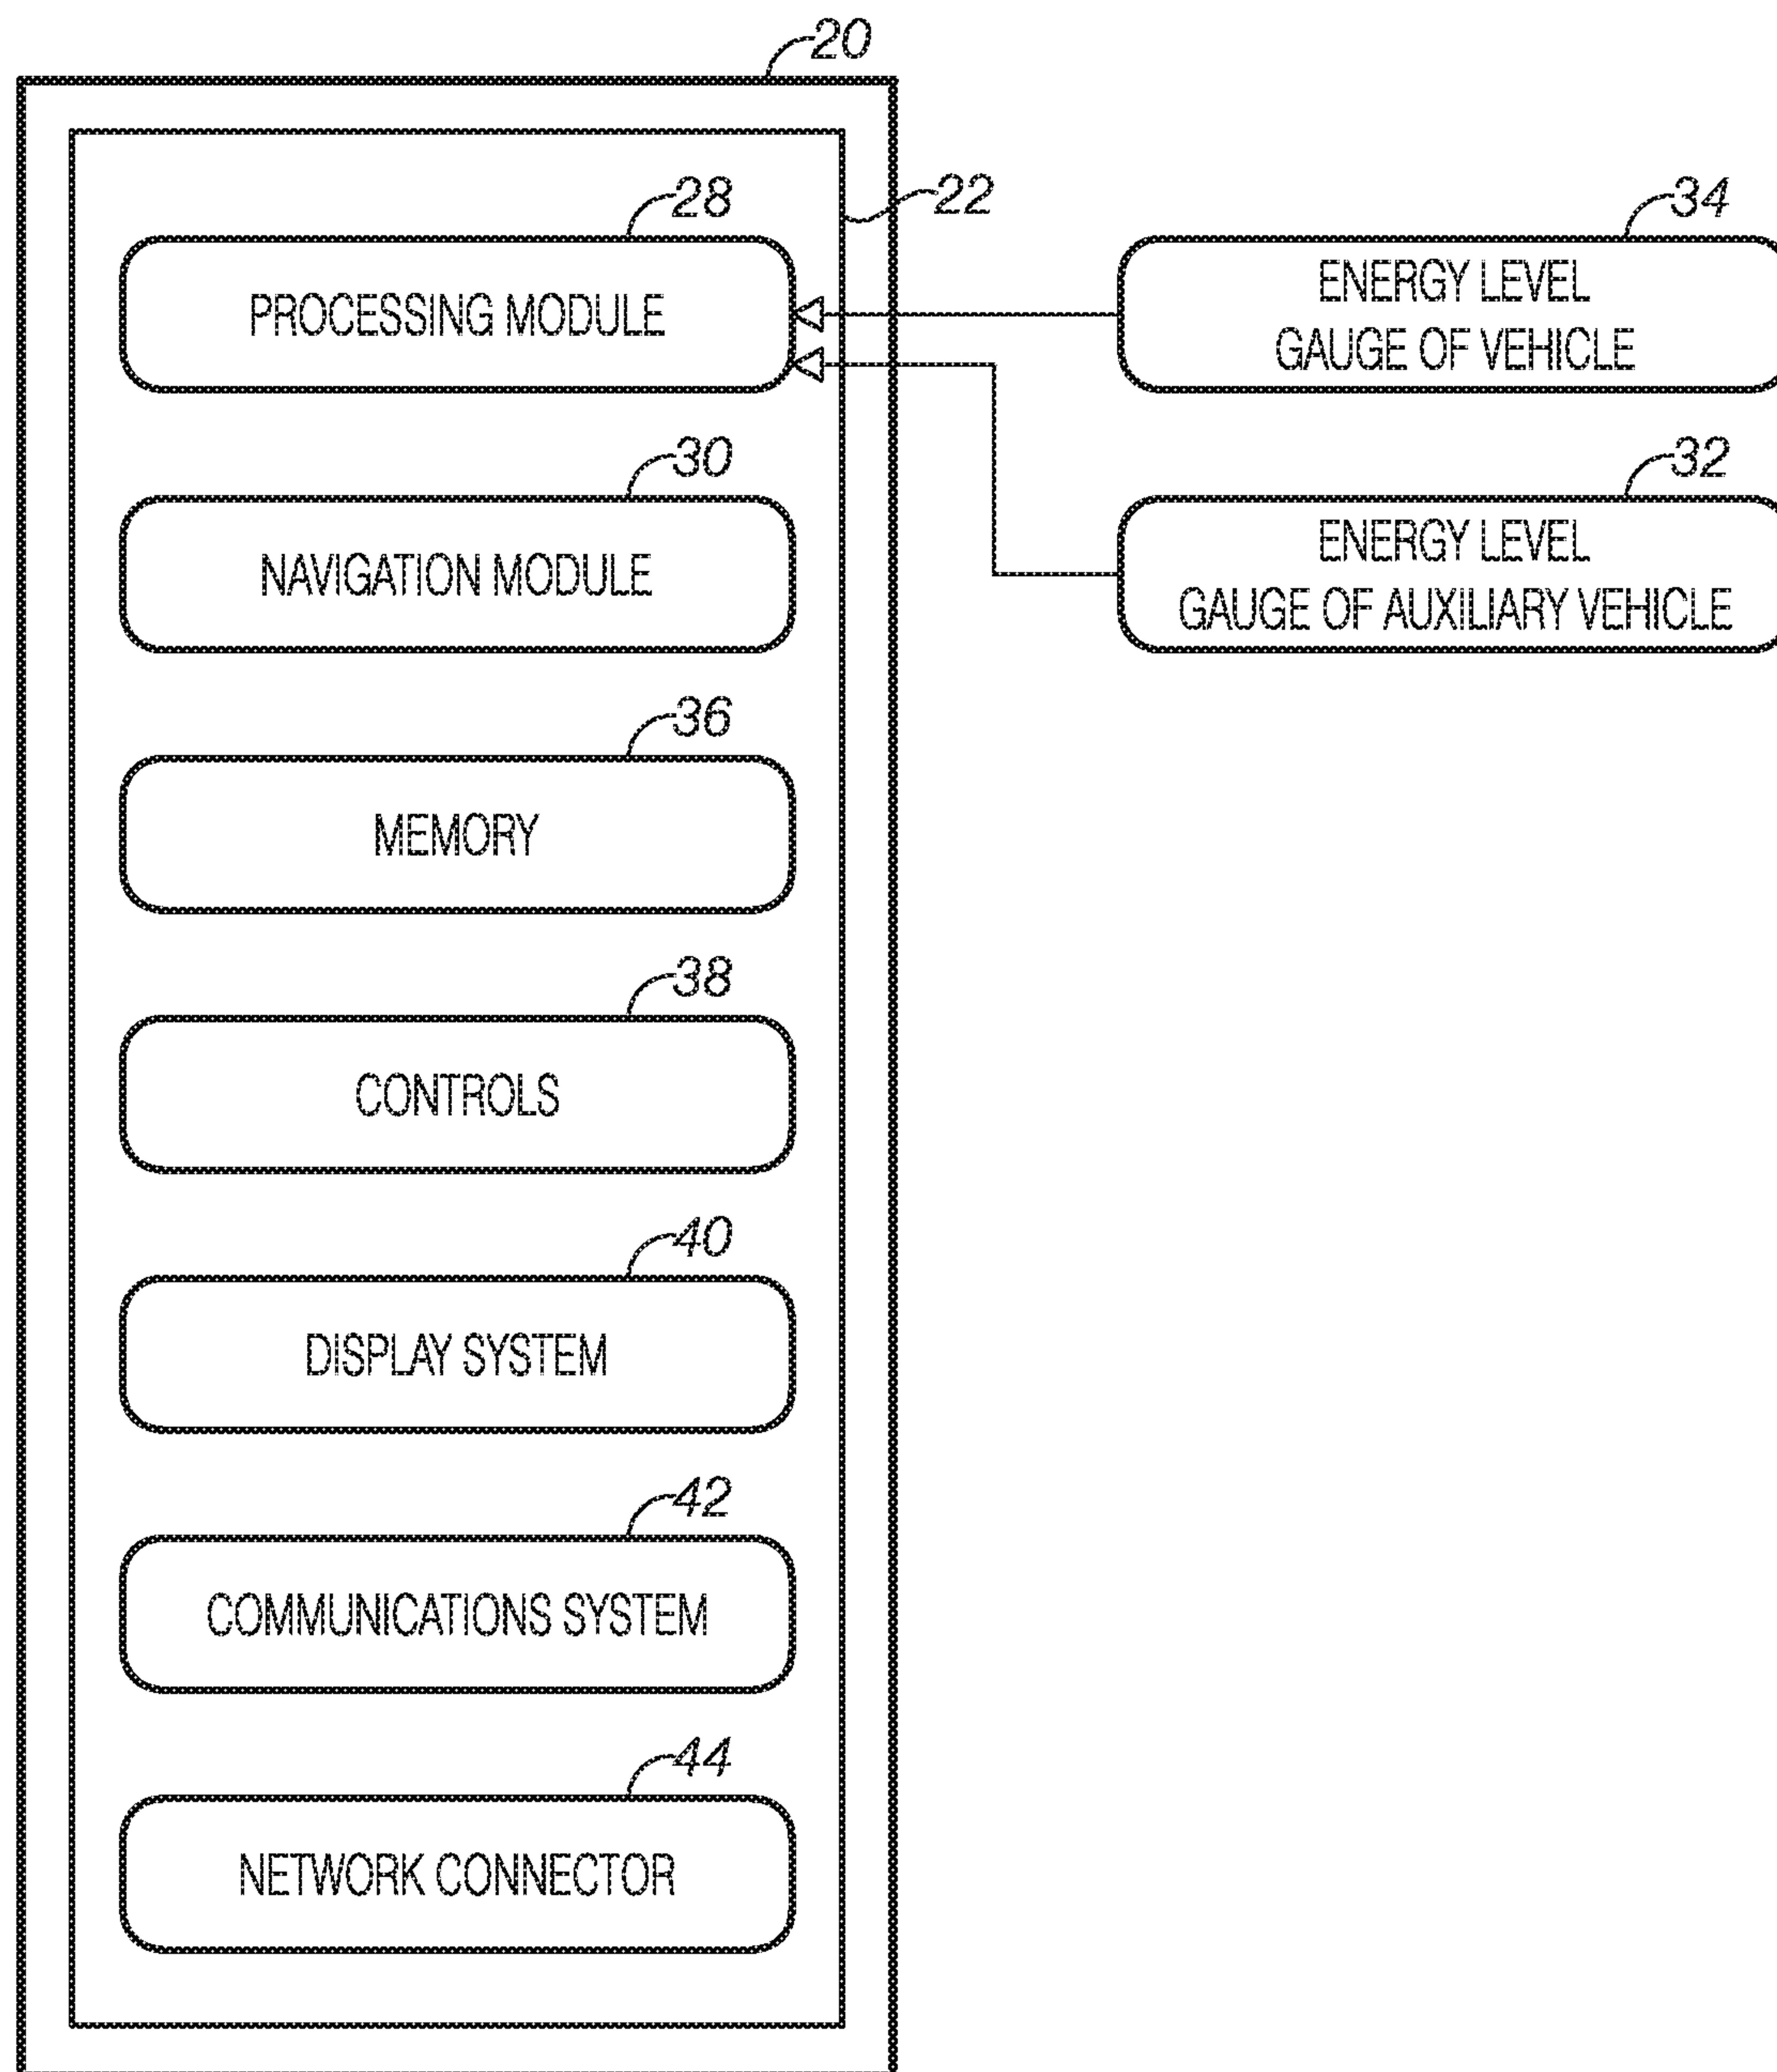 20
22
28
PROCESSING MODULE
34
ENERGY LEVEL
GAUGE OF VEHICLE
30
NAVIGATION MODULE
32
ENERGY LEVEL
GAUGE OF AUXILIARY VEHICLE
36
MEMORY
38
CONTROLS
40
DISPLAY SYSTEM
42
COMMUNICATIONS SYSTEM
44
NETWORK CONNECTOR